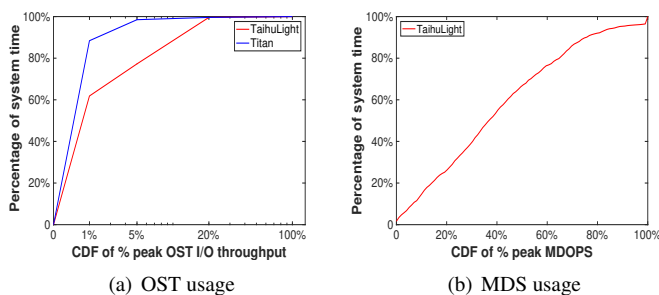 Percentage of system time
100%
80%
60%
40%
20%
0
0 1% 5% 20% 100%
CDF of % peak OST I/O throughput
TaihuLight
Titan
(a) OST usage
Percentage of system time
100%
80%
60%
40%
20%
0
0 20% 40% 60% 80% 100%
CDF of % peak MDOPS
TaihuLight
(b) MDS usage